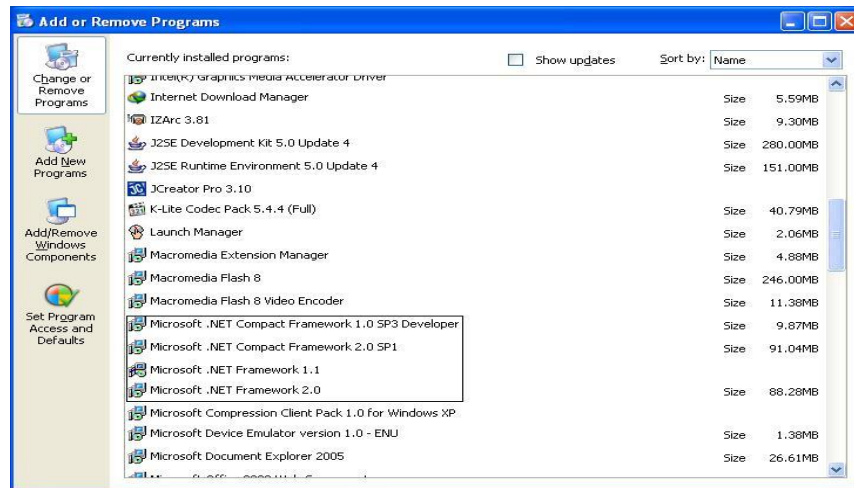 Add or Remove Programs
Change or
Remove
Programs
Add New
Programs
Add/Remove
Windows
Components
Set Program
Access and
Defaults
Currently installed programs:
Show updates
Sort by: Name
Intel(R) Graphics Media Accelerator Driver
Internet Download Manager Size 5.59MB
IZArc 3.81 Size 9.30MB
J2SE Development Kit 5.0 Update 4 Size 280.00MB
J2SE Runtime Environment 5.0 Update 4 Size 151.00MB
JCreator Pro 3.10
K-Lite Codec Pack 5.4.4 (Full) Size 40.79MB
Launch Manager Size 2.06MB
Macromedia Extension Manager Size 4.88MB
Macromedia Flash 8 Size 246.00MB
Macromedia Flash 8 Video Encoder Size 11.38MB
Microsoft .NET Compact Framework 1.0 SP3 Developer Size 9.87MB
Microsoft .NET Compact Framework 2.0 SP1 Size 91.04MB
Microsoft .NET Framework 1.1
Microsoft .NET Framework 2.0 Size 88.28MB
Microsoft Compression Client Pack 1.0 for Windows XP
Microsoft Device Emulator version 1.0 - ENU Size 1.38MB
Microsoft Document Explorer 2005 Size 26.61MB